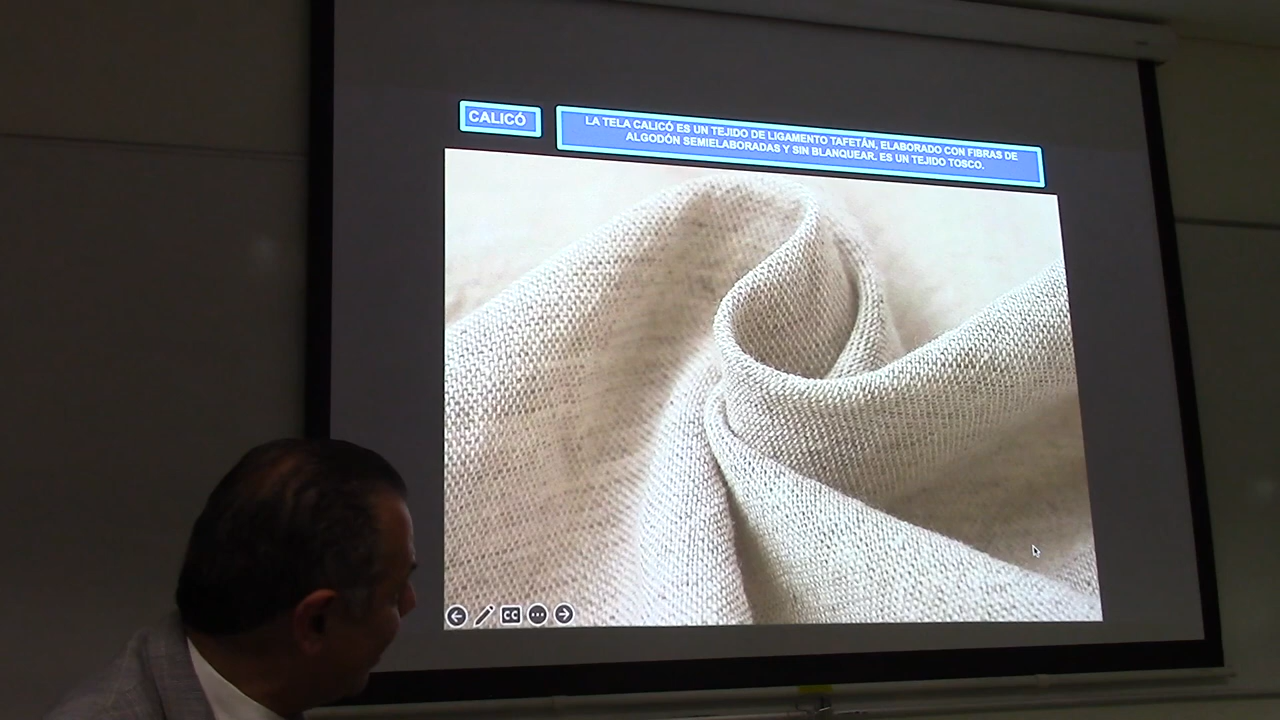 CALICÓ
LA TELA CALICÓ ES UN TEJIDO DE LIGAMENTO TAFETÁN, ELABORADO CON FIBRAS DE
ALGODÓN SEMIELABORADAS Y SIN BLANQUEAR. ES UN TEJIDO TOSCO.
CC